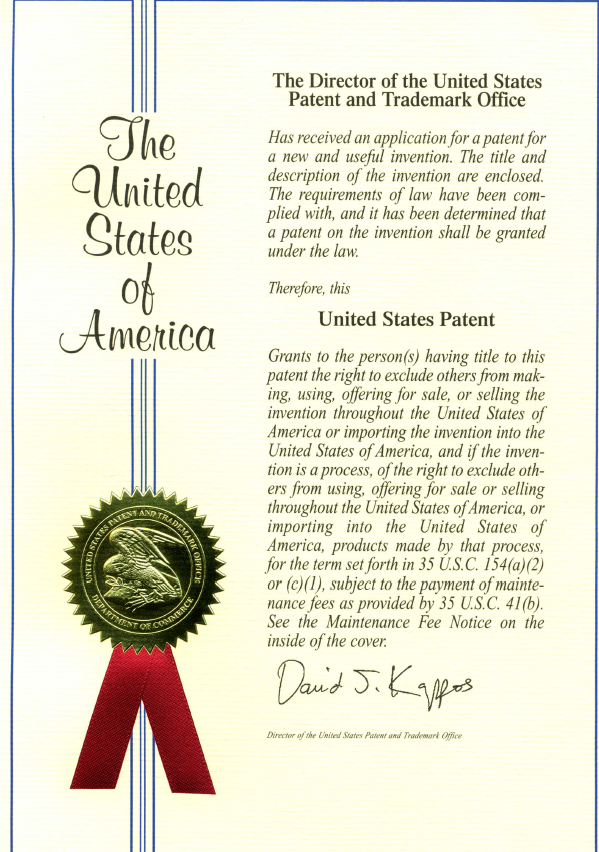 The
United
States
of
America
The Director of the United States
Patent and Trademark Office
Has received an application for a patent for
a new and useful invention. The title and
description of the invention are enclosed.
The requirements of law have been com-
plied with, and it has been determined that
a patent on the invention shall be granted
under the law.
Therefore, this
United States Patent
Grants to the person(s) having title to this
patent the right to exclude others from mak-
ing, using, offering for sale, or selling the
invention throughout the United States of
America or importing the invention into the
United States of America, and if the inven-
tion is a process, of the right to exclude oth-
ers from using, offering for sale or selling
throughout the United States of America, or
importing into the United States of
America, products made by that process,
for the term set forth in 35 U.S.C. 154(a)(2)
or (c)(1), subject to the payment of mainte-
nance fees as provided by 35 U.S.C. 41(b).
See the Maintenance Fee Notice on the
inside of the cover.
David J. Kappos
Director of the United States Patent and Trademark Office
UNITED STATES PATENT AND TRADEMARK OFFICE
DEPARTMENT OF COMMERCE